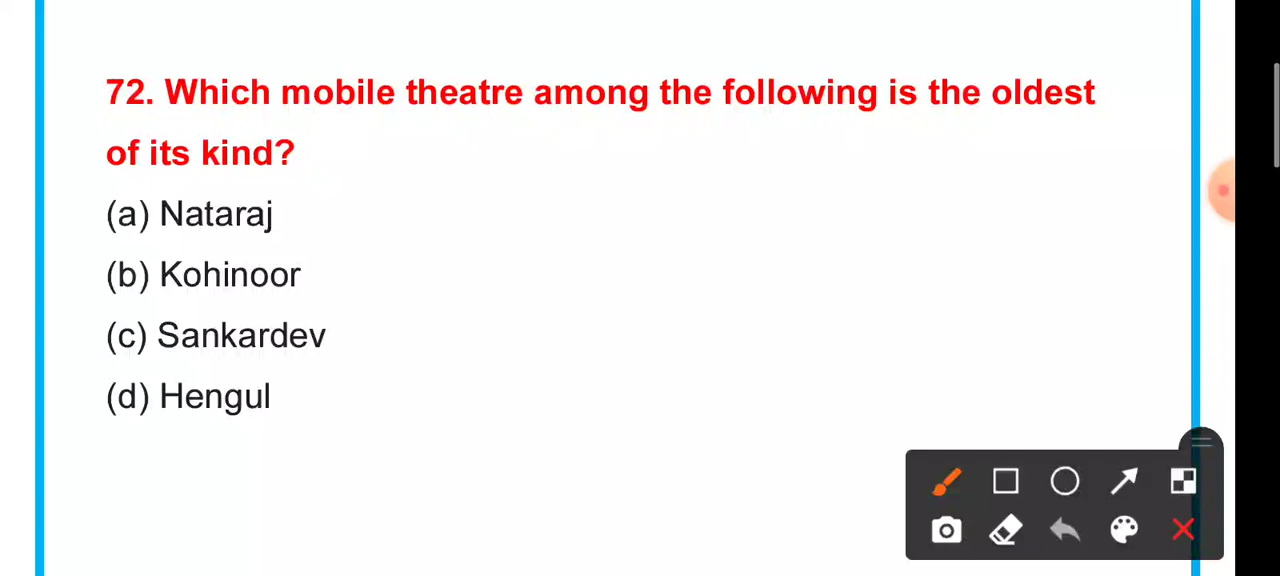 72. Which mobile theatre among the following is the oldest
of its kind?
(a) Nataraj
(b) Kohinoor
(c) Sankardev
(d) Hengul